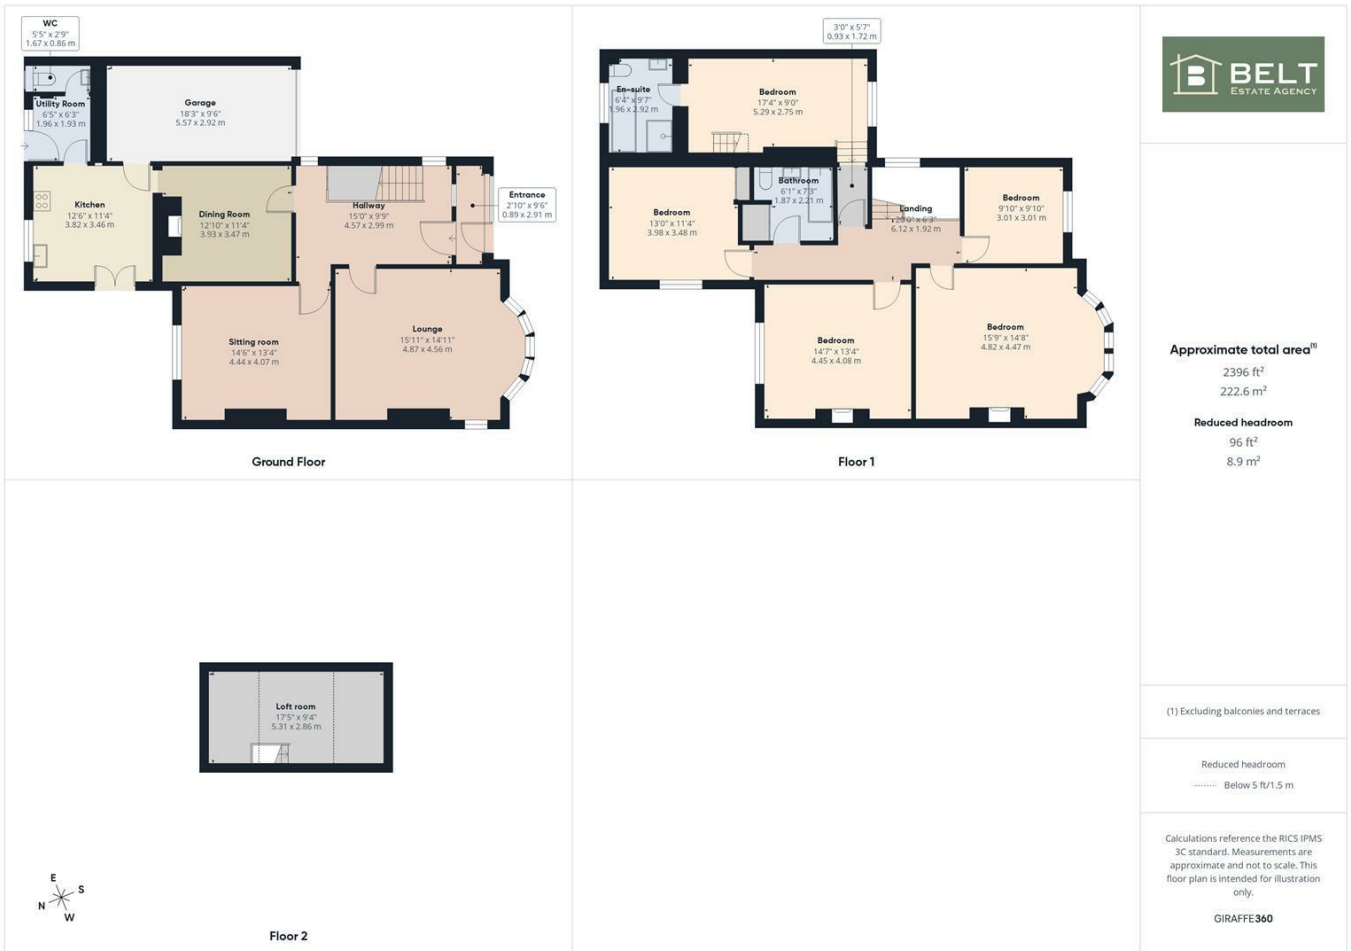 WC
5'5" x 2'9"
1.67 x 0.86 m
Utility Room
6'5" x 6'3"
1.96 x 1.93 m
Garage
18'3" x 9'6"
5.57 x 2.92 m
Kitchen
12'6" x 11'4"
3.82 x 3.46 m
Dining Room
12'10" x 11'4"
3.93 x 3.47 m
Hallway
15'0" x 9'9"
4.57 x 2.99 m
Entrance
2'10" x 9'6"
0.89 x 2.91 m
Sitting room
14'6" x 13'4"
4.44 x 4.07 m
Lounge
15'11" x 14'11"
4.87 x 4.56 m
Ground Floor
3'0" x 5'7"
0.93 x 1.72 m
En-suite
6'4" x 9'7"
1.96 x 2.92 m
Bedroom
17'4" x 9'0"
5.29 x 2.75 m
Bedroom
13'0" x 11'4"
3.98 x 3.48 m
Bathroom
6'1" x 7'3"
1.87 x 2.21 m
Landing
20'0" x 6'3"
6.12 x 1.92 m
Bedroom
9'10" x 9'10"
3.01 x 3.01 m
Bedroom
14'7" x 13'4"
4.45 x 4.08 m
Bedroom
15'9" x 14'8"
4.82 x 4.47 m
Floor 1
Loft room
17'5" x 9'4"
5.31 x 2.86 m
E
S
N
W
Floor 2
BELT
ESTATE AGENCY
Approximate total area(1)
2396 ft²
222.6 m²
Reduced headroom
96 ft²
8.9 m²
(1) Excluding balconies and terraces
Reduced headroom
Below 5 ft/1.5 m
Calculations reference the RICS IPMS
3C standard. Measurements are
approximate and not to scale. This
floor plan is intended for illustration
only.
GIRAFFE360